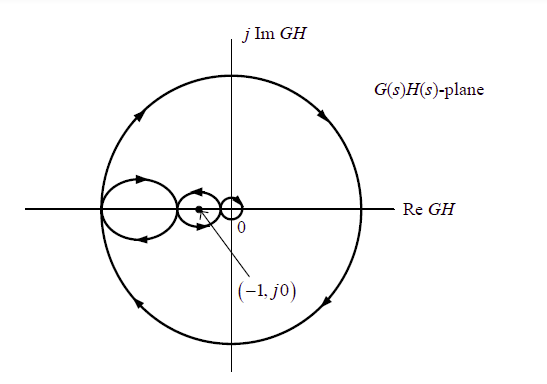 j Im GH
G(s)H(s)-plane
Re GH
0
(−1, j0)